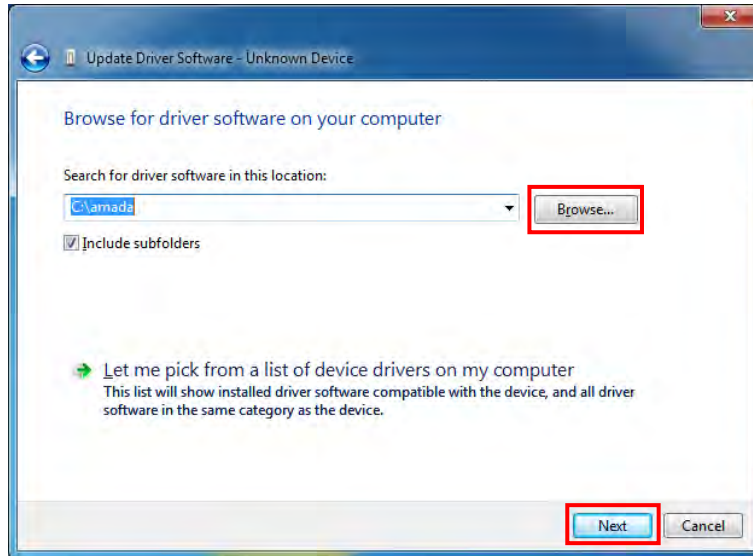 Update Driver Software - Unknown Device
Browse for driver software on your computer
Search for driver software in this location:
C:\amada
Browse...
Include subfolders
Let me pick from a list of device drivers on my computer
This list will show installed driver software compatible with the device, and all driver
software in the same category as the device.
Next
Cancel